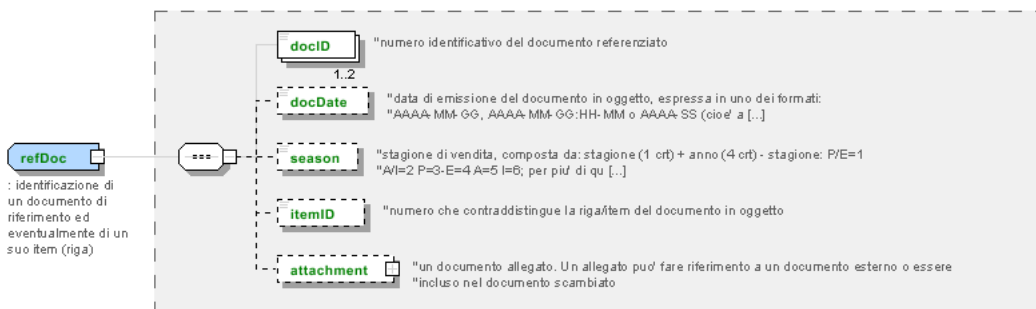 docID
"numero identificativo del documento referenziato
1..2
docDate
"data di emissione del documento in oggetto, espressa in uno dei formati:
"AAAA-MM-GG, AAAA-MM-GG:HH-MM o AAAA-SS (cioe' a [...]
refDoc
: identificazione di
un documento di
riferimento ed
eventualmente di un
suo item (riga)
season
"stagione di vendita, composta da: stagione (1 crt) + anno (4 crt) - stagione: P/E=1
"A/I=2 P=3-E=4 A=5 I=6; per piu' di qu [...]
itemID
"numero che contraddistingue la riga/item del documento in oggetto
attachment
"un documento allegato. Un allegato puo' fare riferimento a un documento esterno o essere
"incluso nel documento scambiato